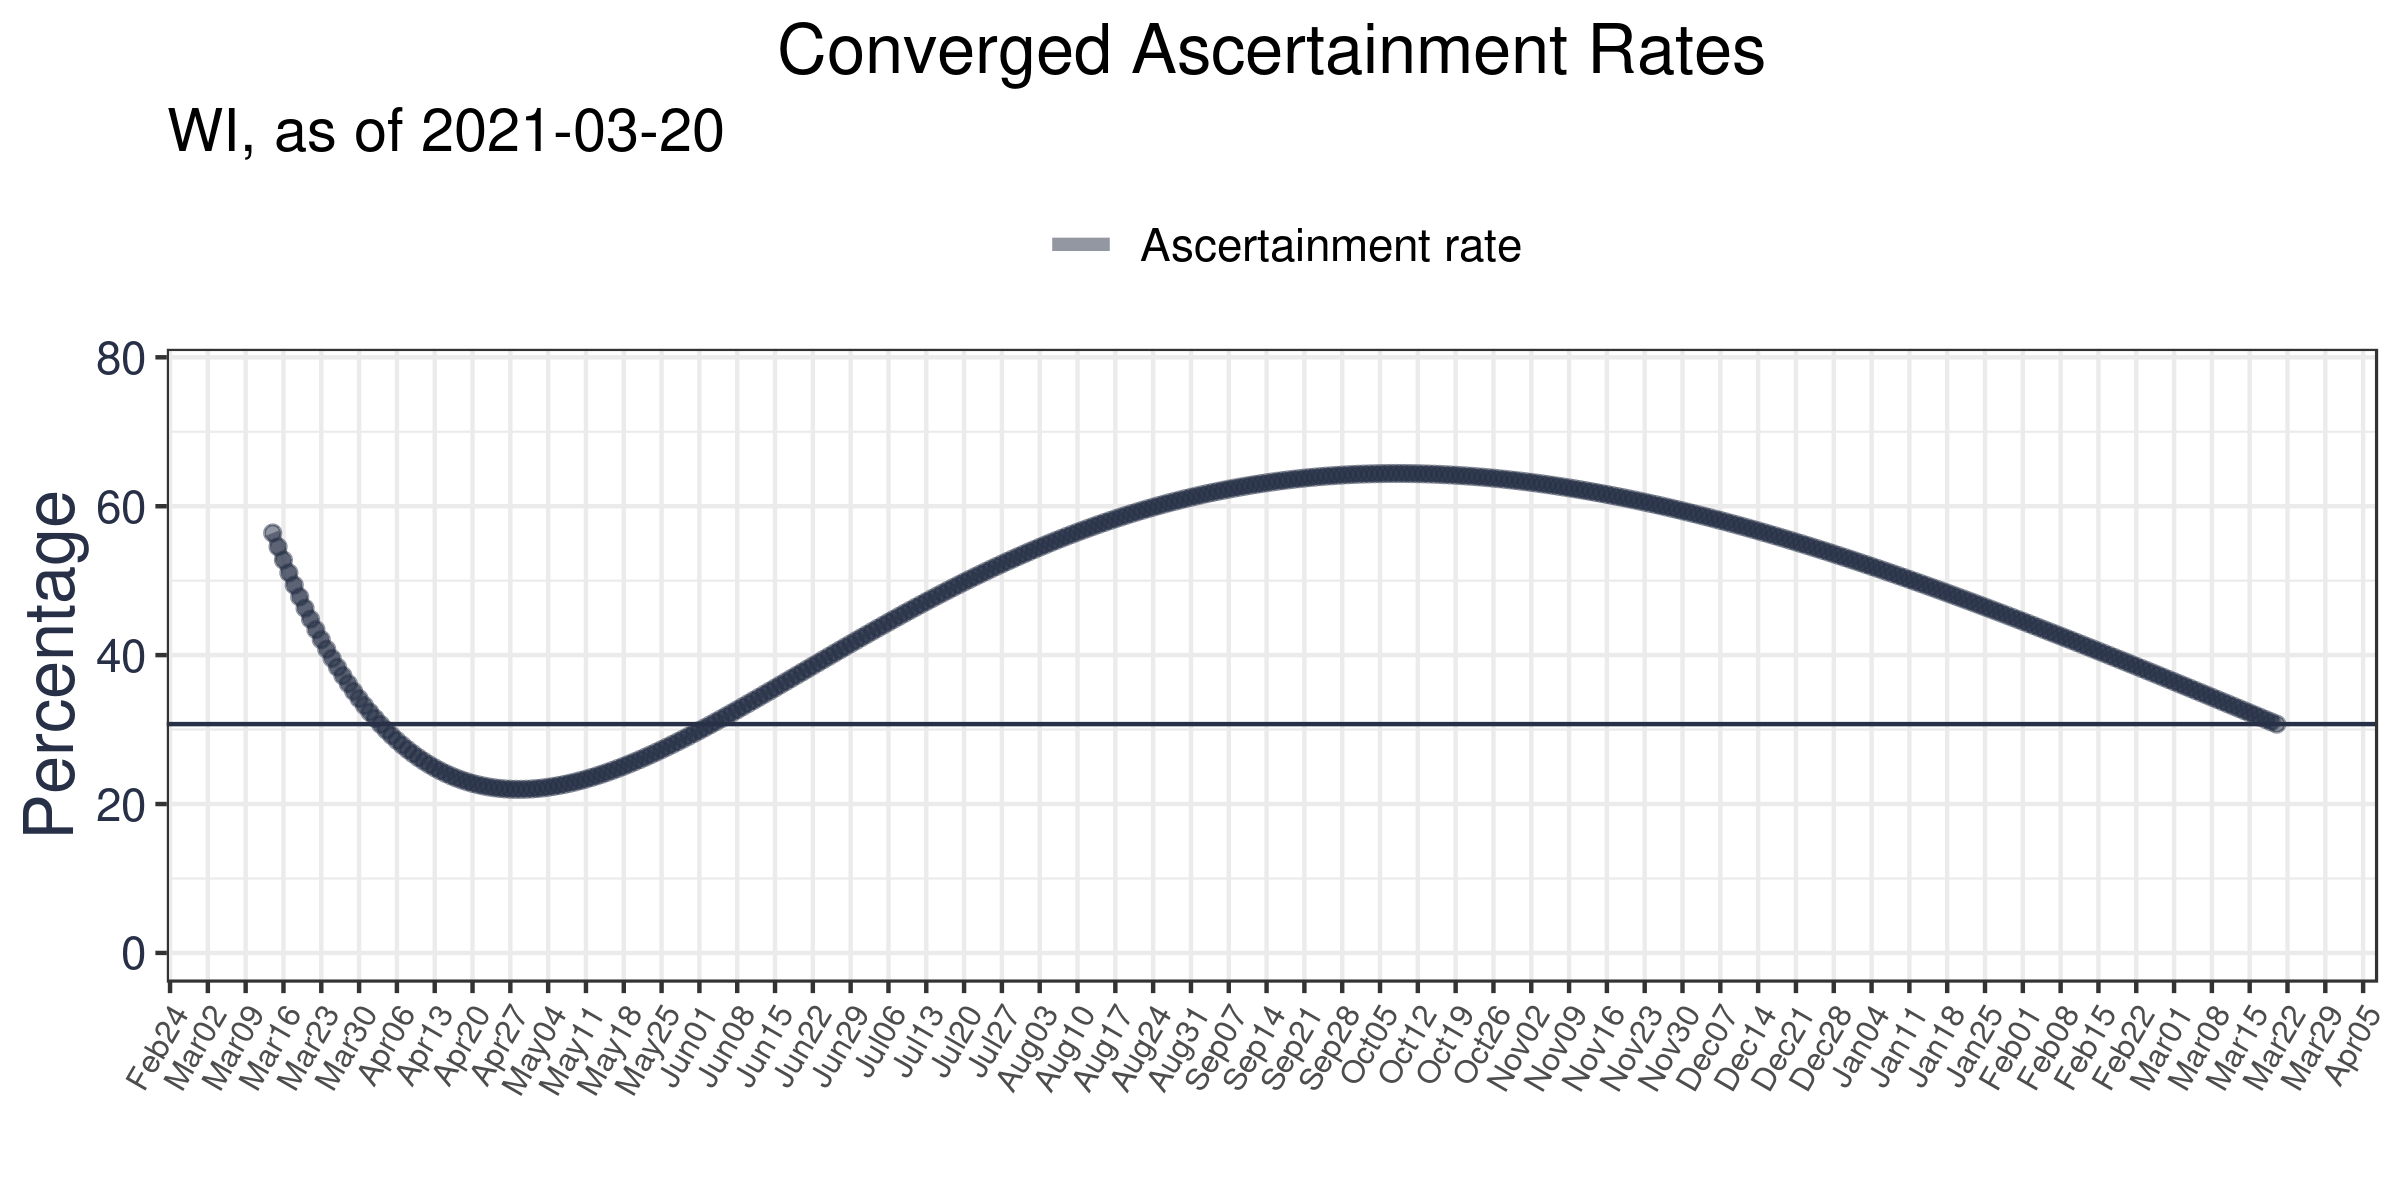 Converged Ascertainment Rates
WI, as of 2021-03-20
Ascertainment rate
Percentage
80
60
40
20
0
Feb24 Mar02 Mar09 Mar16 Mar23 Mar30 Apr06 Apr13 Apr20 Apr27 May04 May11 May18 May25 Jun01 Jun08 Jun15 Jun22 Jun29 Jul06 Jul13 Jul20 Jul27 Aug03 Aug10 Aug17 Aug24 Aug31 Sep07 Sep14 Sep21 Sep28 Oct05 Oct12 Oct19 Oct26 Nov02 Nov09 Nov16 Nov23 Nov30 Dec07 Dec14 Dec21 Dec28 Jan04 Jan11 Jan18 Jan25 Feb01 Feb08 Feb15 Feb22 Mar01 Mar08 Mar15 Mar22 Mar29 Apr05